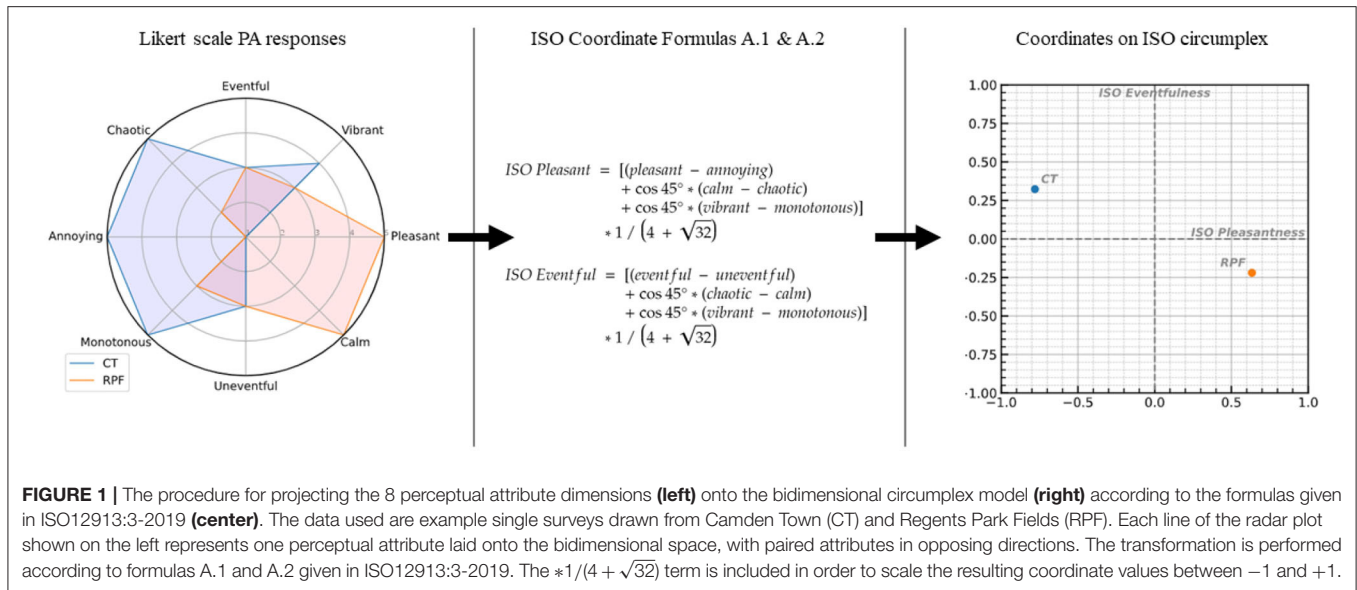 Likert scale PA responses
Eventful
Chaotic
Vibrant
Annoying
1
2
3
4
5
Pleasant
Monotonous
Calm
Uneventful
CT
RPF
ISO Coordinate Formulas A.1 & A.2
ISO Pleasant = [(pleasant − annoying)
+ cos 45° * (calm − chaotic)
+ cos 45° * (vibrant − monotonous)]
* 1 / (4 + √32)
ISO Eventful = [(eventful − uneventful)
+ cos 45° * (chaotic − calm)
+ cos 45° * (vibrant − monotonous)]
* 1 / (4 + √32)
Coordinates on ISO circumplex
1.00
ISO Eventfulness
0.75
0.50
CT
0.25
0.00
ISO Pleasantness
RPF
-0.25
-0.50
-0.75
-1.00
−1.0
−0.5
0.0
0.5
1.0
FIGURE 1 | The procedure for projecting the 8 perceptual attribute dimensions (left) onto the bidimensional circumplex model (right) according to the formulas given
in ISO12913:3-2019 (center). The data used are example single surveys drawn from Camden Town (CT) and Regents Park Fields (RPF). Each line of the radar plot
shown on the left represents one perceptual attribute laid onto the bidimensional space, with paired attributes in opposing directions. The transformation is performed
according to formulas A.1 and A.2 given in ISO12913:3-2019. The *1/(4 + √32) term is included in order to scale the resulting coordinate values between −1 and +1.